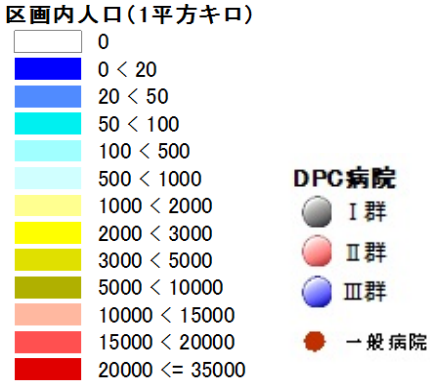 区画内人口(1平方キロ)
0
0 < 20
20 < 50
50 < 100
100 < 500
500 < 1000
1000 < 2000
2000 < 3000
3000 < 5000
5000 < 10000
10000 < 15000
15000 < 20000
20000 <= 35000
DPC病院
Ⅰ群
Ⅱ群
Ⅲ群
一般病院